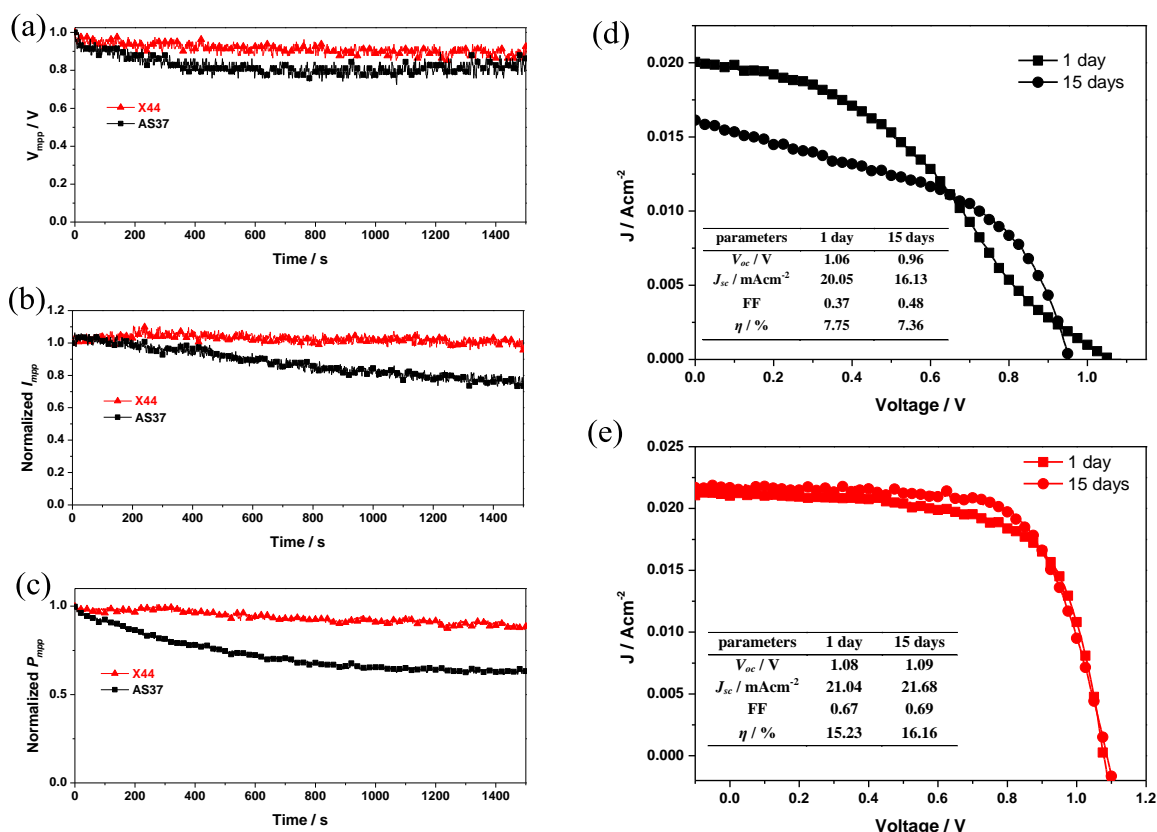 (a)
1.0
0.8
0.6
0.4
0.2
0.0
V_mpp / V
X44
AS37
0 200 400 600 800 1000 1200 1400
Time / s
(b)
1.2
1.0
0.8
0.6
0.4
0.2
0.0
Normalized I_mpp
X44
AS37
0 200 400 600 800 1000 1200 1400
Time / s
(c)
1.0
0.5
0.0
Normalized P_mpp
X44
AS37
0 200 400 600 800 1000 1200 1400
Time / s
(d)
1 day
15 days
0.020
0.015
0.010
0.005
0.000
J / Acm⁻²
parameters 1 day 15 days
V_oc / V 1.06 0.96
J_sc / mAcm⁻² 20.05 16.13
FF 0.37 0.48
η / % 7.75 7.36
0.0 0.2 0.4 0.6 0.8 1.0
Voltage / V
(e)
1 day
15 days
0.025
0.020
0.015
0.010
0.005
0.000
J / Acm⁻²
parameters 1 day 15 days
V_oc / V 1.08 1.09
J_sc / mAcm⁻² 21.04 21.68
FF 0.67 0.69
η / % 15.23 16.16
0.0 0.2 0.4 0.6 0.8 1.0 1.2
Voltage / V